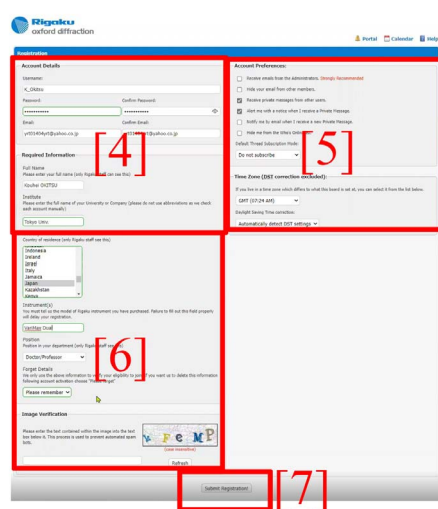 Rigaku
oxford diffraction
Portal Calendar Help
Registration
Account Details
Username:
K_Okitsu
Password:
Confirm Password:
Email:
Confirm Email:
yrt01404yrt@yahoo.co.jp
[4]
Required Information
Full Name
Please enter your full name (only Rigaku staff can see this)
Kouhei OKITSU
Institute
Please enter the full name of your University or Company (please do not use abbreviations as we check
each account manually)
Tokyo Univ.
Account Preferences:
Receive emails from the Administrators. Strongly Recommended
Hide your email from other members.
Receive private messages from other users.
Alert me with a notice when I receive a Private Message.
Notify me by email when I receive a new Private Message.
Hide me from the Who's Online
Default Thread Subscription Mode:
Do not subscribe
[5]
Time Zone (DST correction excluded):
If you live in a time zone which differs to what this board is set at, you can select it from the list below.
GMT (07:24 AM)
Daylight Saving Time correction:
Automatically detect DST settings
Country of residence (only Rigaku staff see this)
Indonesia
Ireland
Israel
Italy
Jamaica
Japan
Kazakhstan
Kenya
Instrument(s)
You must tell us the model of Rigaku instrument you have purchased. Failure to fill out this field properly
will delay your registration.
VariMax Dual
Position
Position in your department (only Rigaku staff
Doctor/Professor
[6]
Forget Details
We only use the above information to verify your eligibility to join. If you want us to delete this information
following account activation choose "Please forget"
Please remember
Image Verification
Please enter the text contained within the image into the text
box below it. This process is used to prevent automated spam
bots.
Refresh
Submit Registration!
[7]